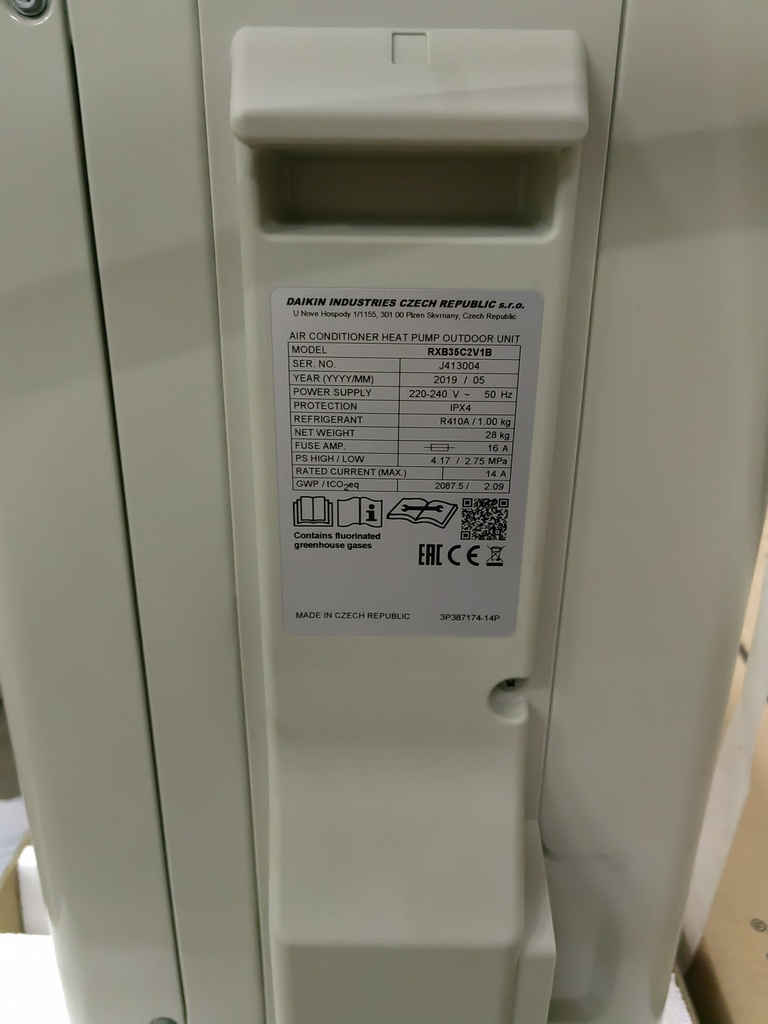 DAIKIN INDUSTRIES CZECH REPUBLIC s.r.o.
U Nove Hospody 1/1155, 301 00 Plzen Skvrnany, Czech Republic
AIR CONDITIONER HEAT PUMP OUTDOOR UNIT
MODEL RXB35C2V1B
SER. NO. J413004
YEAR (YYYY/MM) 2019 / 05
POWER SUPPLY 220-240 V ~ 50 Hz
PROTECTION IPX4
REFRIGERANT R410A / 1.00 kg
NET WEIGHT 28 kg
FUSE AMP. 16 A
PS HIGH / LOW 4.17 / 2.75 MPa
RATED CURRENT (MAX.) 14 A
GWP / tCO2eq 2087.5 / 2.09
Contains fluorinated
greenhouse gases
EAC CE
MADE IN CZECH REPUBLIC 3P387174-14P